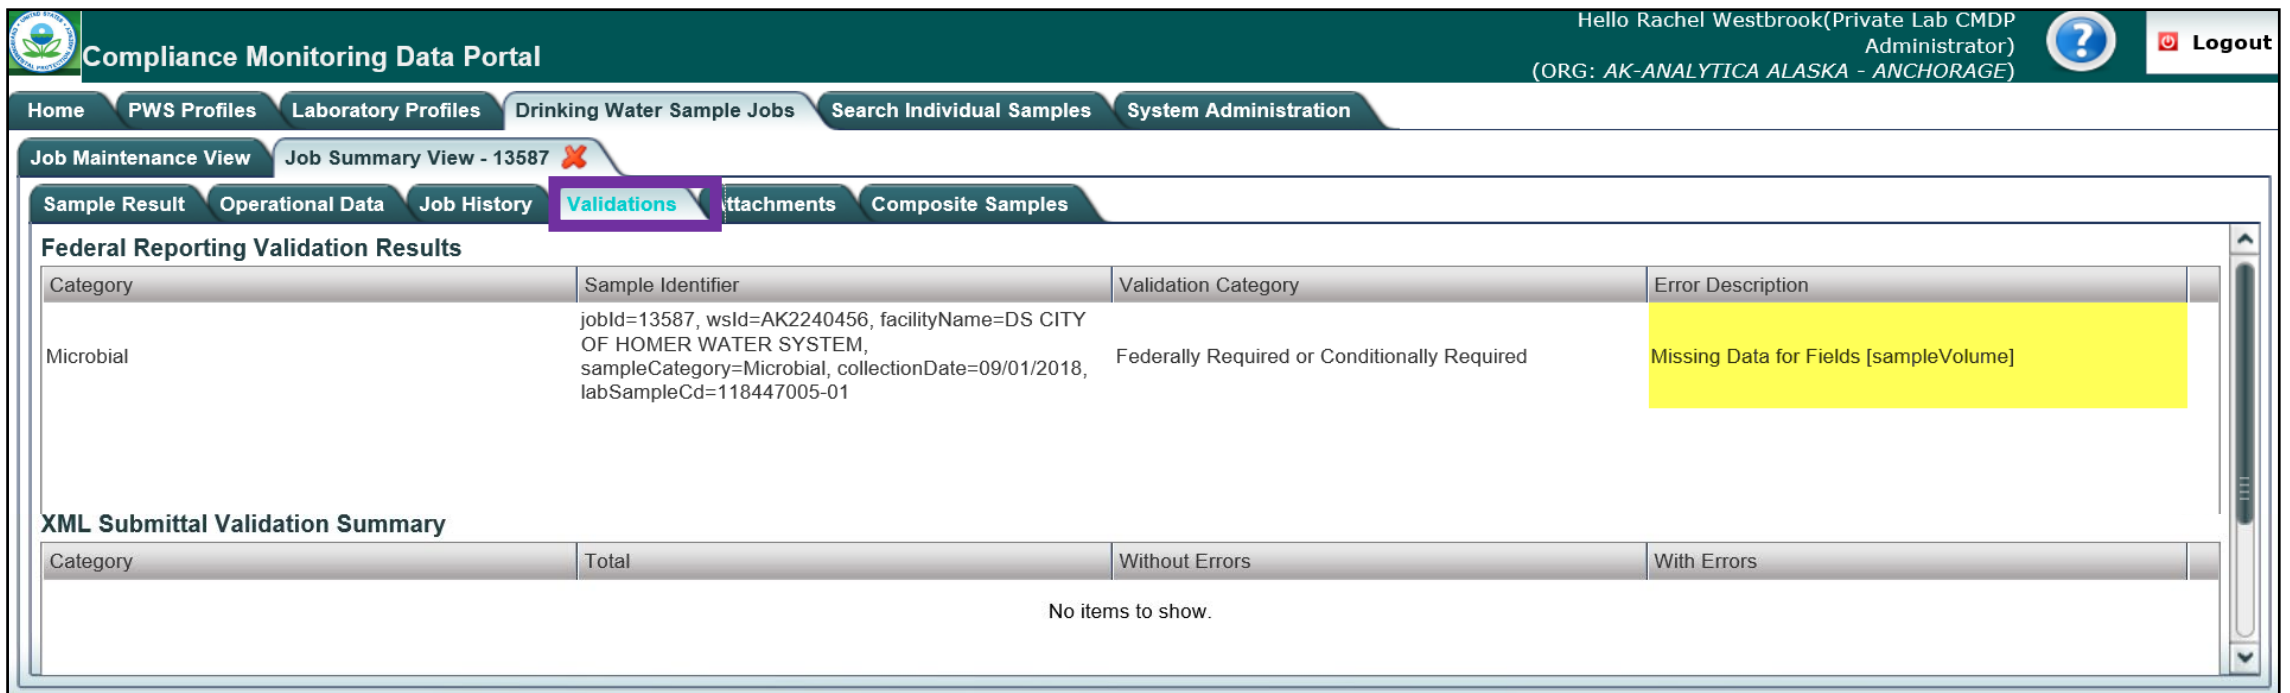 Hello Rachel Westbrook(Private Lab CMDP
Administrator)
(ORG: AK-ANALYTICA ALASKA - ANCHORAGE)
Logout
Compliance Monitoring Data Portal
Home PWS Profiles Laboratory Profiles Drinking Water Sample Jobs Search Individual Samples System Administration
Job Maintenance View Job Summary View - 13587
Sample Result Operational Data Job History Validations ttachments Composite Samples
Federal Reporting Validation Results
Category Sample Identifier Validation Category Error Description
Microbial
jobId=13587, wsId=AK2240456, facilityName=DS CITY
OF HOMER WATER SYSTEM,
sampleCategory=Microbial, collectionDate=09/01/2018,
labSampleCd=118447005-01
Federally Required or Conditionally Required
Missing Data for Fields [sampleVolume]
XML Submittal Validation Summary
Category Total Without Errors With Errors
No items to show.